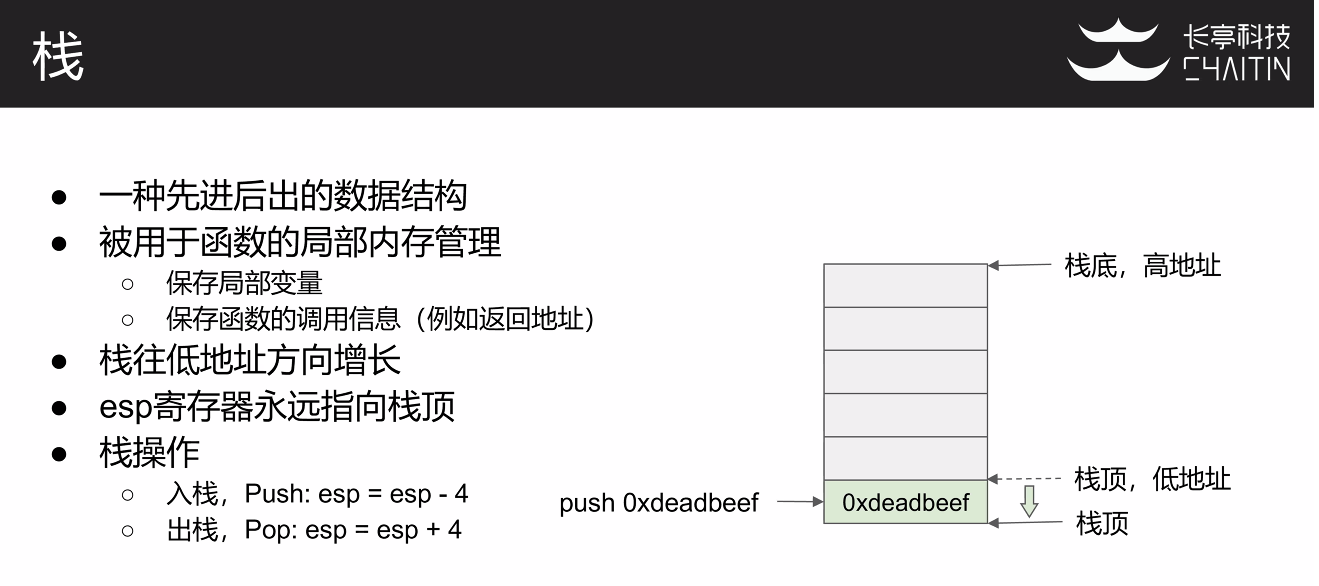 栈
长亭科技
CHAITIN
● 一种先进后出的数据结构
● 被用于函数的局部内存管理
○ 保存局部变量
○ 保存函数的调用信息（例如返回地址）
● 栈往低地址方向增长
● esp寄存器永远指向栈顶
● 栈操作
○ 入栈，Push: esp = esp - 4
○ 出栈，Pop: esp = esp + 4
栈底，高地址
栈顶，低地址
push 0xdeadbeef
0xdeadbeef
栈顶